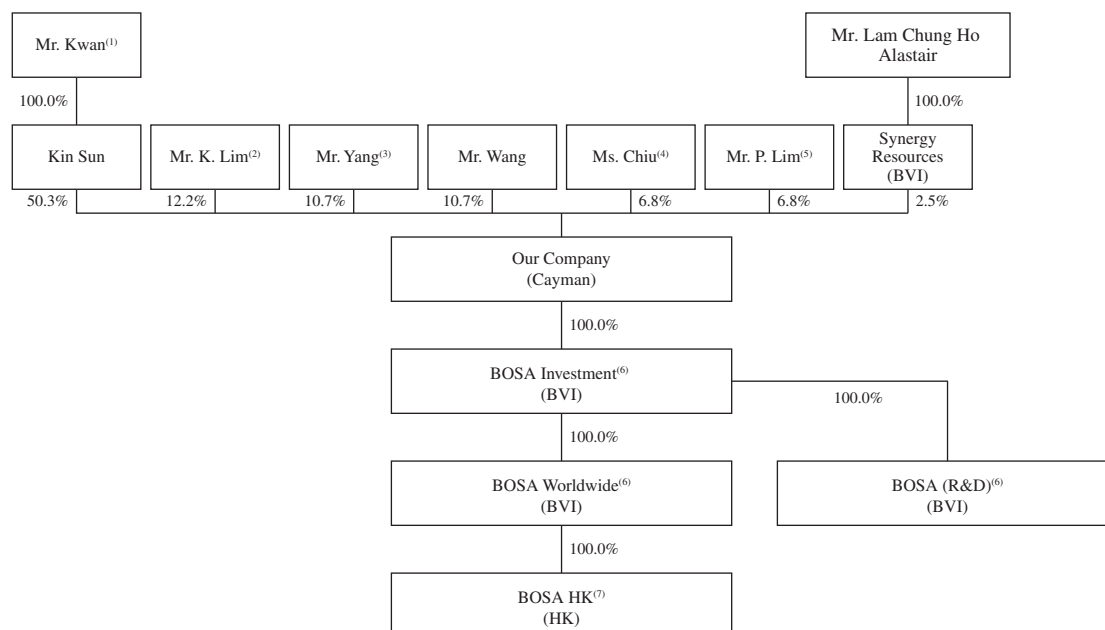 Mr. Kwan(1)
Mr. Lam Chung Ho
Alastair
100.0%
100.0%
Kin Sun
Mr. K. Lim(2)
Mr. Yang(3)
Mr. Wang
Ms. Chiu(4)
Mr. P. Lim(5)
Synergy
Resources
(BVI)
50.3%
12.2%
10.7%
10.7%
6.8%
6.8%
2.5%
Our Company
(Cayman)
100.0%
BOSA Investment(6)
(BVI)
100.0%
100.0%
BOSA Worldwide(6)
(BVI)
BOSA (R&D)(6)
(BVI)
100.0%
BOSA HK(7)
(HK)